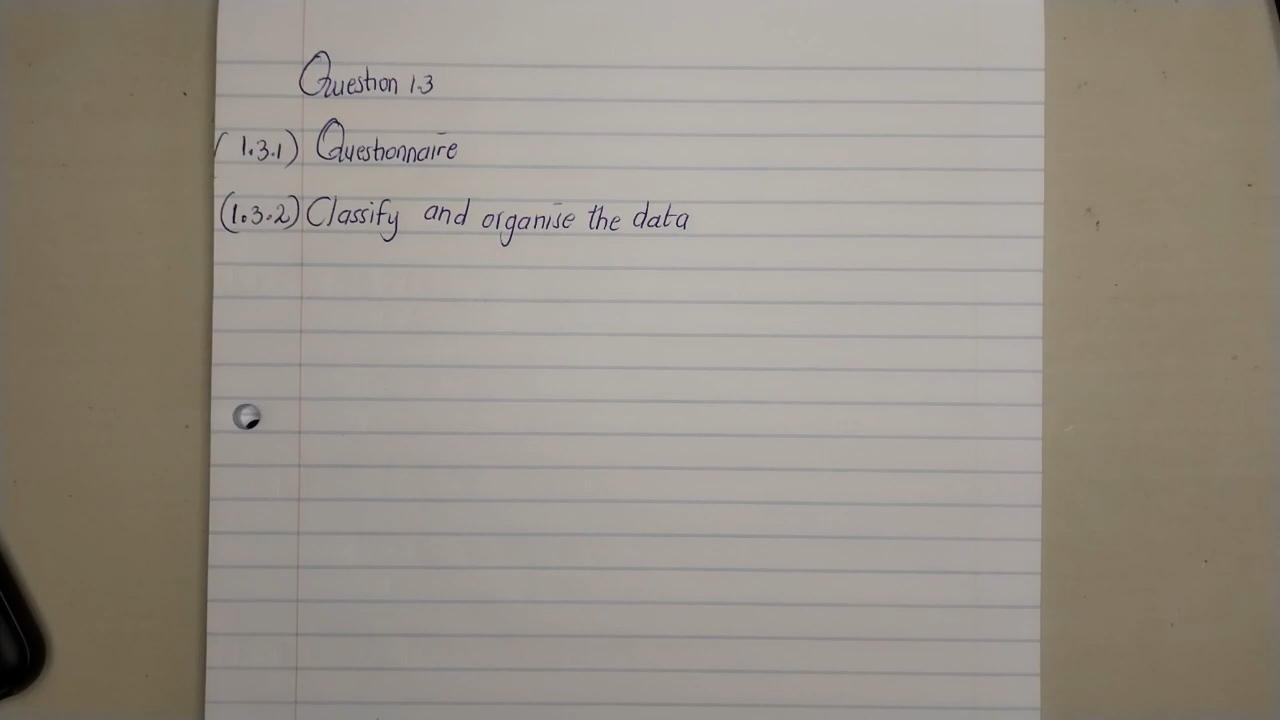 Question 1.3
(1.3.1) Questionnaire
(1.3.2) Classify and organise the data